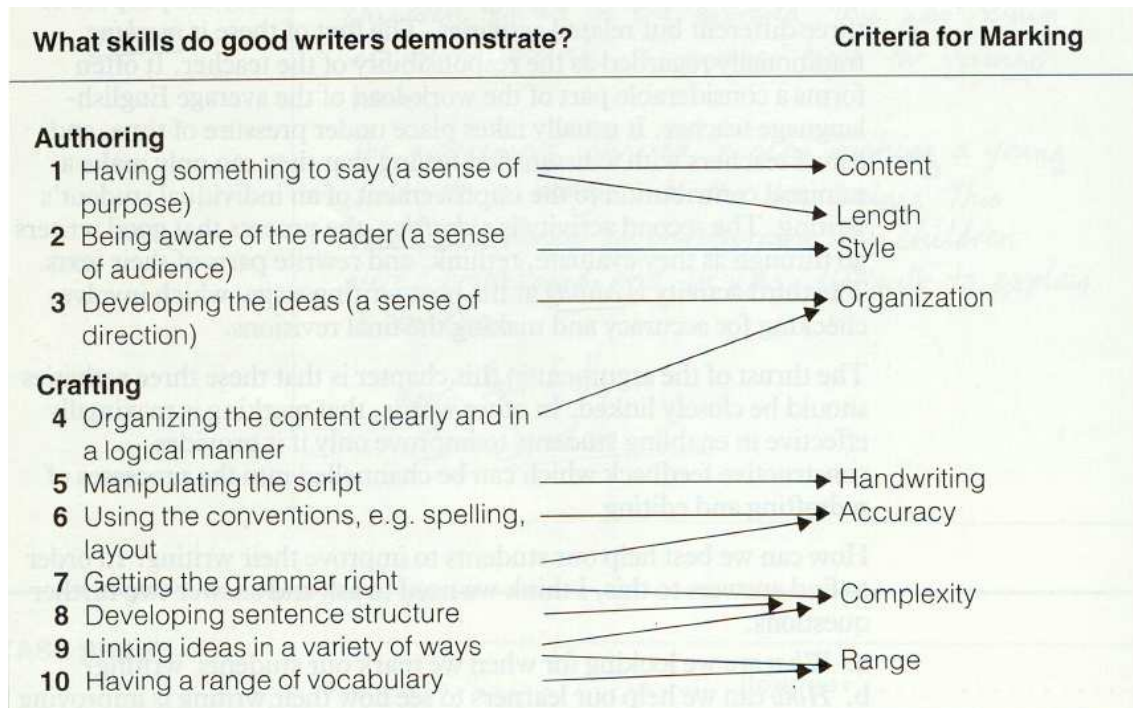 What skills do good writers demonstrate? Criteria for Marking
Authoring
1 Having something to say (a sense of purpose) Content
Length
2 Being aware of the reader (a sense of audience) Style
3 Developing the ideas (a sense of direction) Organization
Crafting
4 Organizing the content clearly and in a logical manner
5 Manipulating the script Handwriting
6 Using the conventions, e.g. spelling, layout Accuracy
7 Getting the grammar right
8 Developing sentence structure Complexity
9 Linking ideas in a variety of ways Range
10 Having a range of vocabulary